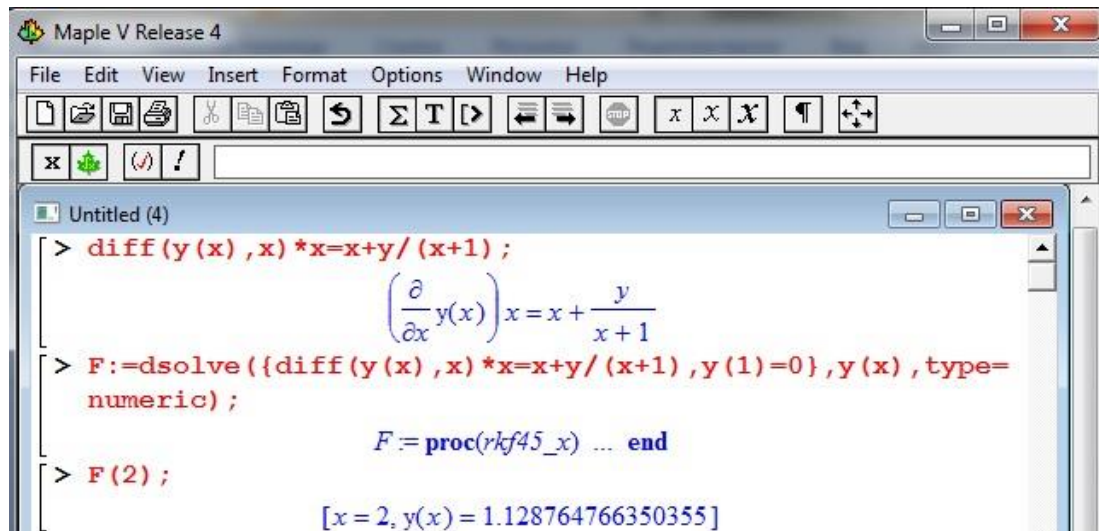 Maple V Release 4
File Edit View Insert Format Options Window Help
Σ T [> STOP x x x ¶
x (√) !
Untitled (4)
> diff(y(x),x)*x=x+y/(x+1);
(∂/∂x y(x)) x = x + y/(x + 1)
> F:=dsolve({diff(y(x),x)*x=x+y/(x+1),y(1)=0},y(x),type=
numeric);
F := proc(rkf45_x) ... end
> F(2);
[x = 2, y(x) = 1.128764766350355]